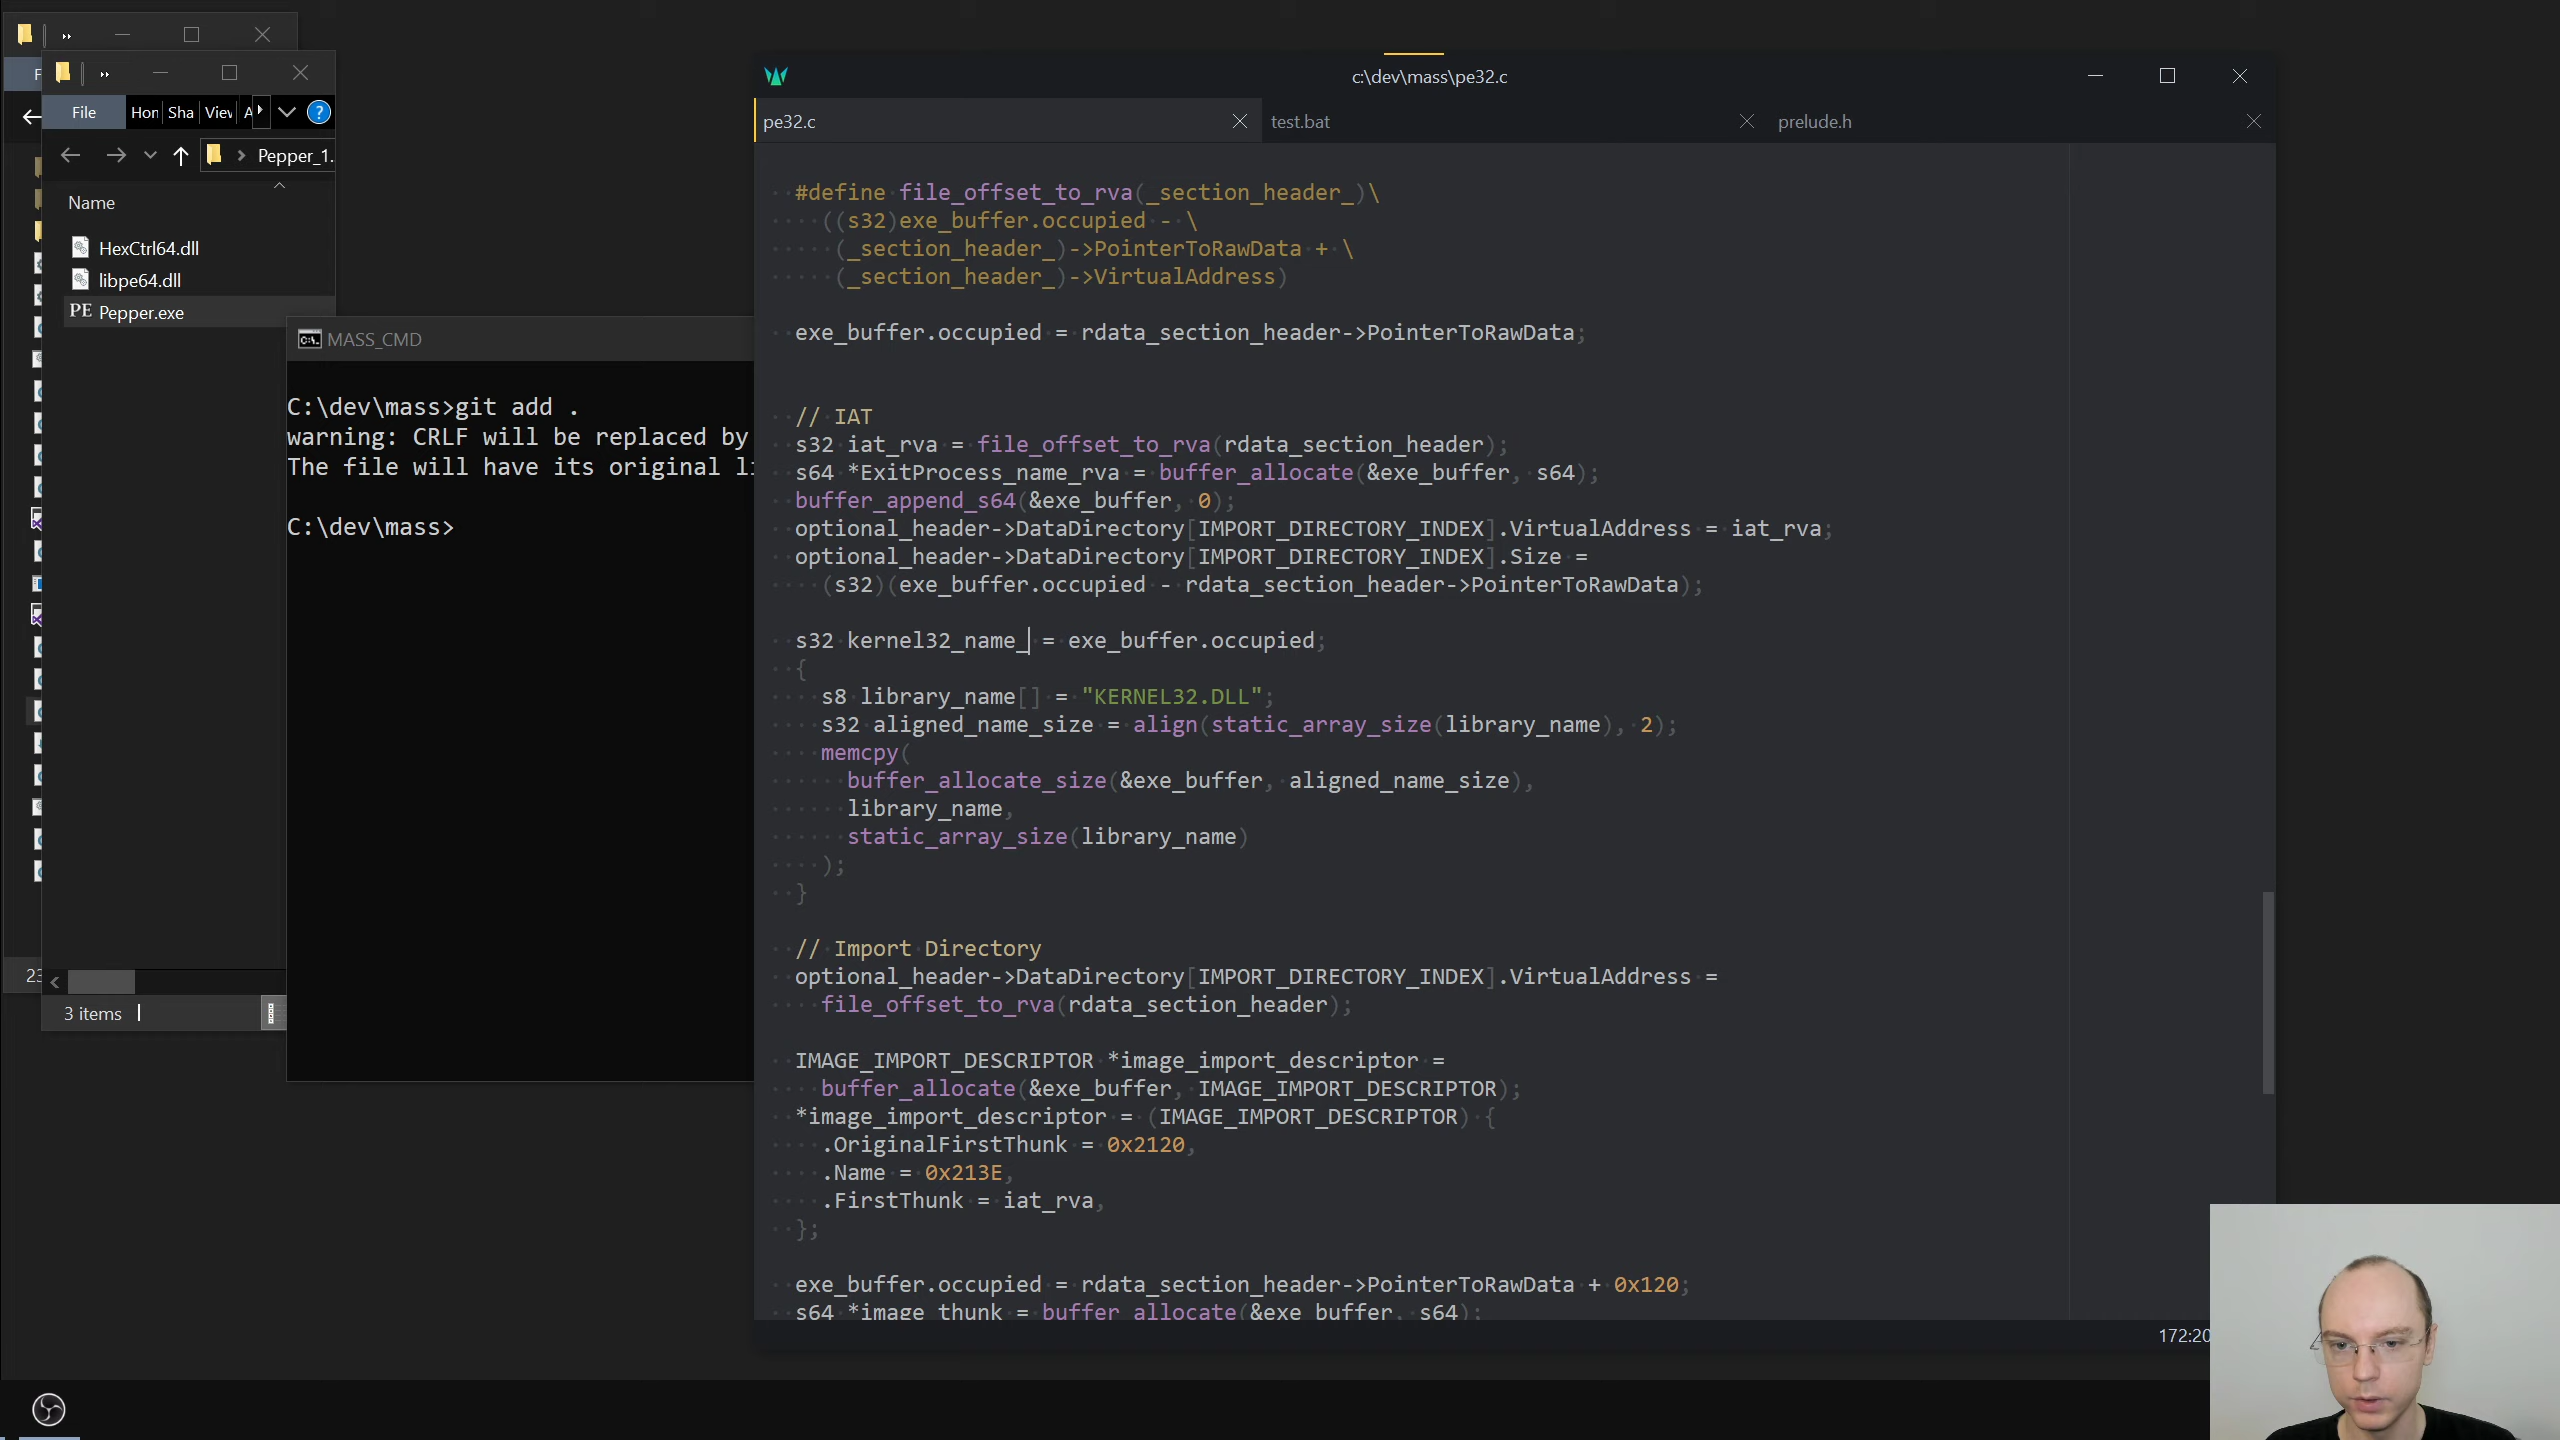 File
Hon
Sha
Viev
Pepper_1.
Name
HexCtrl64.dll
libpe64.dll
PE Pepper.exe
3 items
MASS_CMD
C:\dev\mass>git add .
warning: CRLF will be replaced by
The file will have its original li
C:\dev\mass>
c:\dev\mass\pe32.c
pe32.c
test.bat
prelude.h
#define file_offset_to_rva(_section_header_)\
((s32)exe_buffer.occupied - \
(_section_header_)->PointerToRawData + \
(_section_header_)->VirtualAddress)
exe_buffer.occupied = rdata_section_header->PointerToRawData;
// IAT
s32 iat_rva = file_offset_to_rva(rdata_section_header);
s64 *ExitProcess_name_rva = buffer_allocate(&exe_buffer, s64);
buffer_append_s64(&exe_buffer, 0);
optional_header->DataDirectory[IMPORT_DIRECTORY_INDEX].VirtualAddress = iat_rva;
optional_header->DataDirectory[IMPORT_DIRECTORY_INDEX].Size =
(s32)(exe_buffer.occupied - rdata_section_header->PointerToRawData);
s32 kernel32_name_ = exe_buffer.occupied;
{
s8 library_name[] = "KERNEL32.DLL";
s32 aligned_name_size = align(static_array_size(library_name), 2);
memcpy(
buffer_allocate_size(&exe_buffer, aligned_name_size),
library_name,
static_array_size(library_name)
);
}
// Import Directory
optional_header->DataDirectory[IMPORT_DIRECTORY_INDEX].VirtualAddress =
file_offset_to_rva(rdata_section_header);
IMAGE_IMPORT_DESCRIPTOR *image_import_descriptor =
buffer_allocate(&exe_buffer, IMAGE_IMPORT_DESCRIPTOR);
*image_import_descriptor = (IMAGE_IMPORT_DESCRIPTOR) {
.OriginalFirstThunk = 0x2120,
.Name = 0x213E,
.FirstThunk = iat_rva,
};
exe_buffer.occupied = rdata_section_header->PointerToRawData + 0x120;
s64 *image_thunk = buffer_allocate(&exe_buffer, s64);
172:20